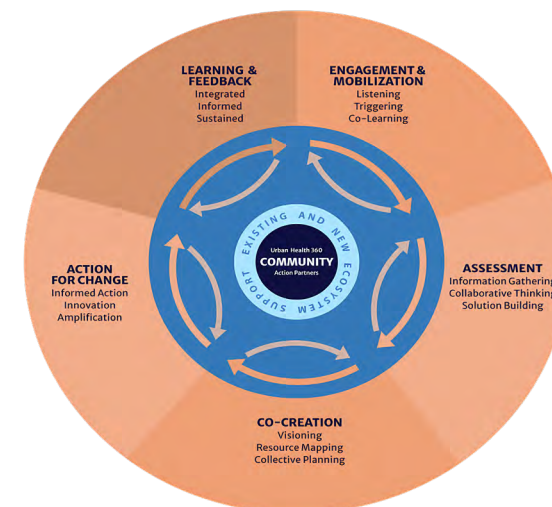 LEARNING &
FEEDBACK
Integrated
Informed
Sustained
ENGAGEMENT &
MOBILIZATION
Listening
Triggering
Co-Learning
ASSESSMENT
Information Gathering
Collaborative Thinking
Solution Building
CO-CREATION
Visioning
Resource Mapping
Collective Planning
ACTION
FOR CHANGE
Informed Action
Innovation
Amplification
SUPPORT EXISTING AND NEW ECOSYSTEM
Urban Health 360
COMMUNITY
Action Partners